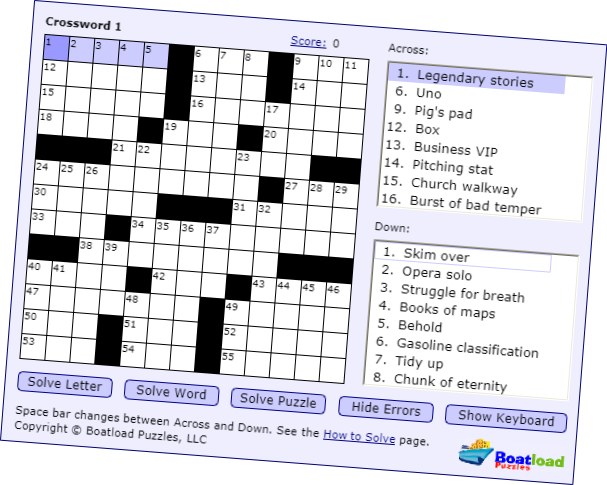 Crossword 1
Score: 0
1 2 3 4 5 6 7 8 9 10 11
12 13 14
15 16 17
18 19 20
21 22 23
24 25 26 27 28 29
30 31 32
33 34 35 36 37
38 39
40 41 42 43 44 45 46
47 48 49
50 51 52
53 54 55
Across:
1. Legendary stories
6. Uno
9. Pig's pad
12. Box
13. Business VIP
14. Pitching stat
15. Church walkway
16. Burst of bad temper
Down:
1. Skim over
2. Opera solo
3. Struggle for breath
4. Books of maps
5. Behold
6. Gasoline classification
7. Tidy up
8. Chunk of eternity
Solve Letter Solve Word Solve Puzzle Hide Errors Show Keyboard
Space bar changes between Across and Down. See the How to Solve page.
Copyright © Boatload Puzzles, LLC
Boatload
Puzzles